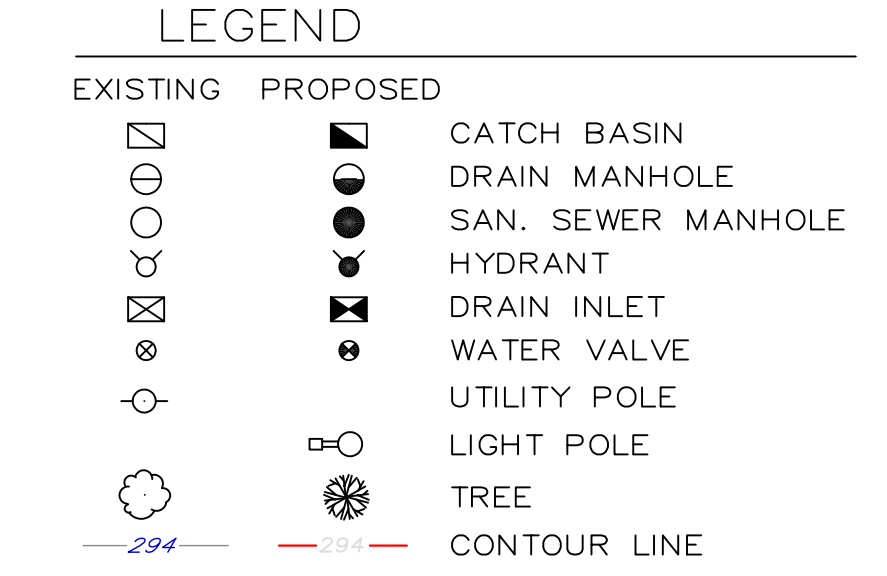 LEGEND
EXISTING PROPOSED
CATCH BASIN
DRAIN MANHOLE
SAN. SEWER MANHOLE
HYDRANT
DRAIN INLET
WATER VALVE
UTILITY POLE
LIGHT POLE
TREE
294 294 CONTOUR LINE